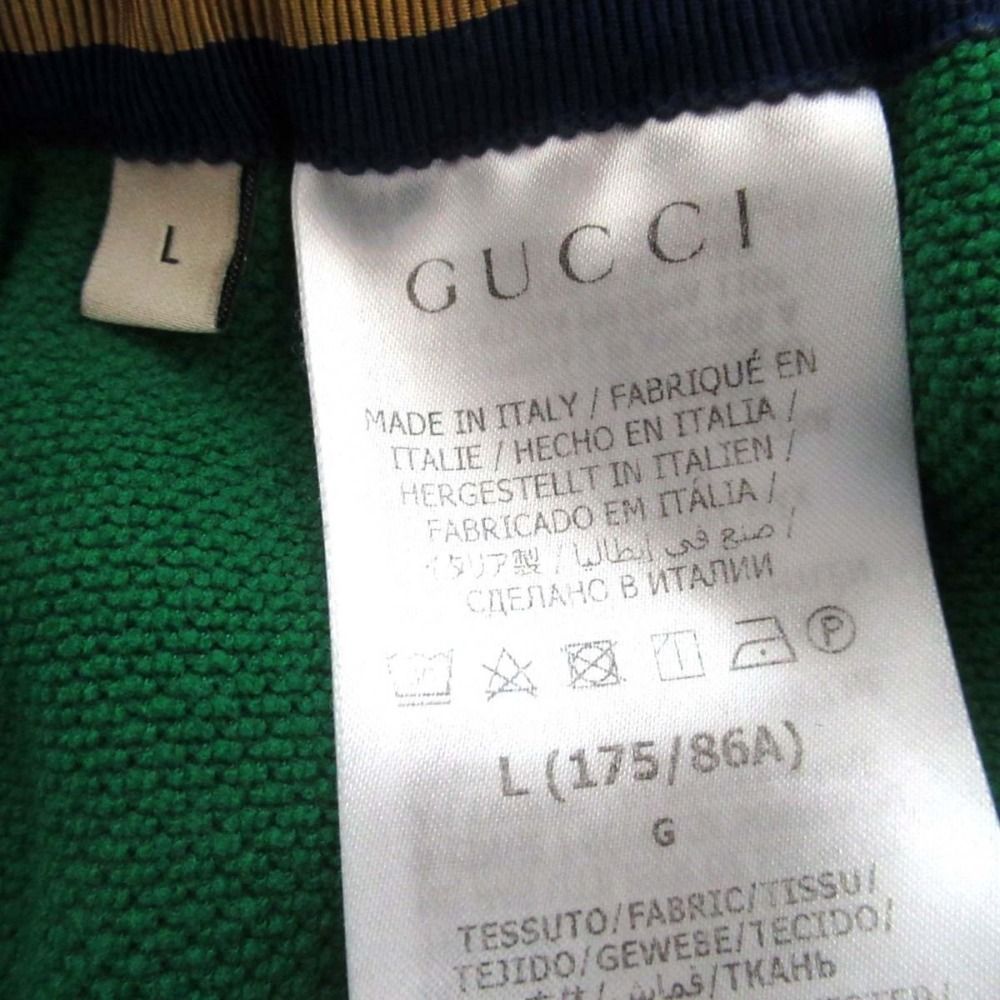 L
GUCCI
MADE IN ITALY / FABRIQUÉ EN
ITALIE / HECHO EN ITALIA /
HERGESTELLT IN ITALIEN /
FABRICADO EM ITÁLIA /
イタリア製 / صنع في إيطاليا /
СДЕЛАНО В ИТАЛИИ
P
L (175/86A)
G
TESSUTO/FABRIC/TISSU/
TEJIDO/GEWEBE/TECIDO/
/قماش/ТКАНЬ